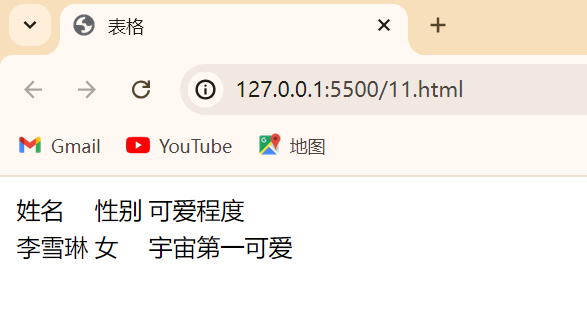 表格
127.0.0.1:5500/11.html
Gmail YouTube 地图
姓名 性别 可爱程度
李雪琳 女 宇宙第一可爱